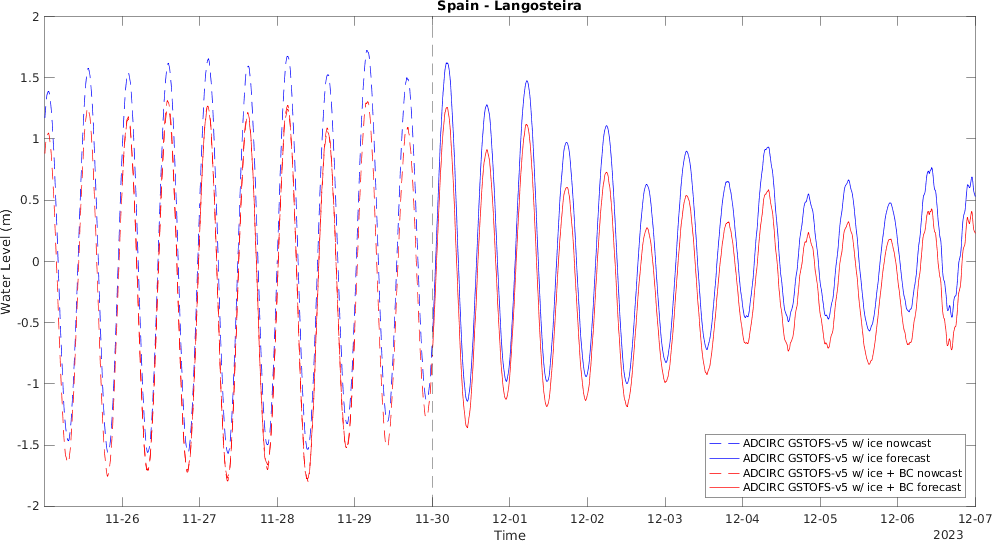 Spain - Langosteira
2
1.5
1
0.5
0
-0.5
-1
-1.5
-2
Water Level (m)
11-26 11-27 11-28 11-29 11-30 12-01 12-02 12-03 12-04 12-05 12-06 12-07
Time
2023
ADCIRC GSTOFS-v5 w/ ice nowcast
ADCIRC GSTOFS-v5 w/ ice forecast
ADCIRC GSTOFS-v5 w/ ice + BC nowcast
ADCIRC GSTOFS-v5 w/ ice + BC forecast